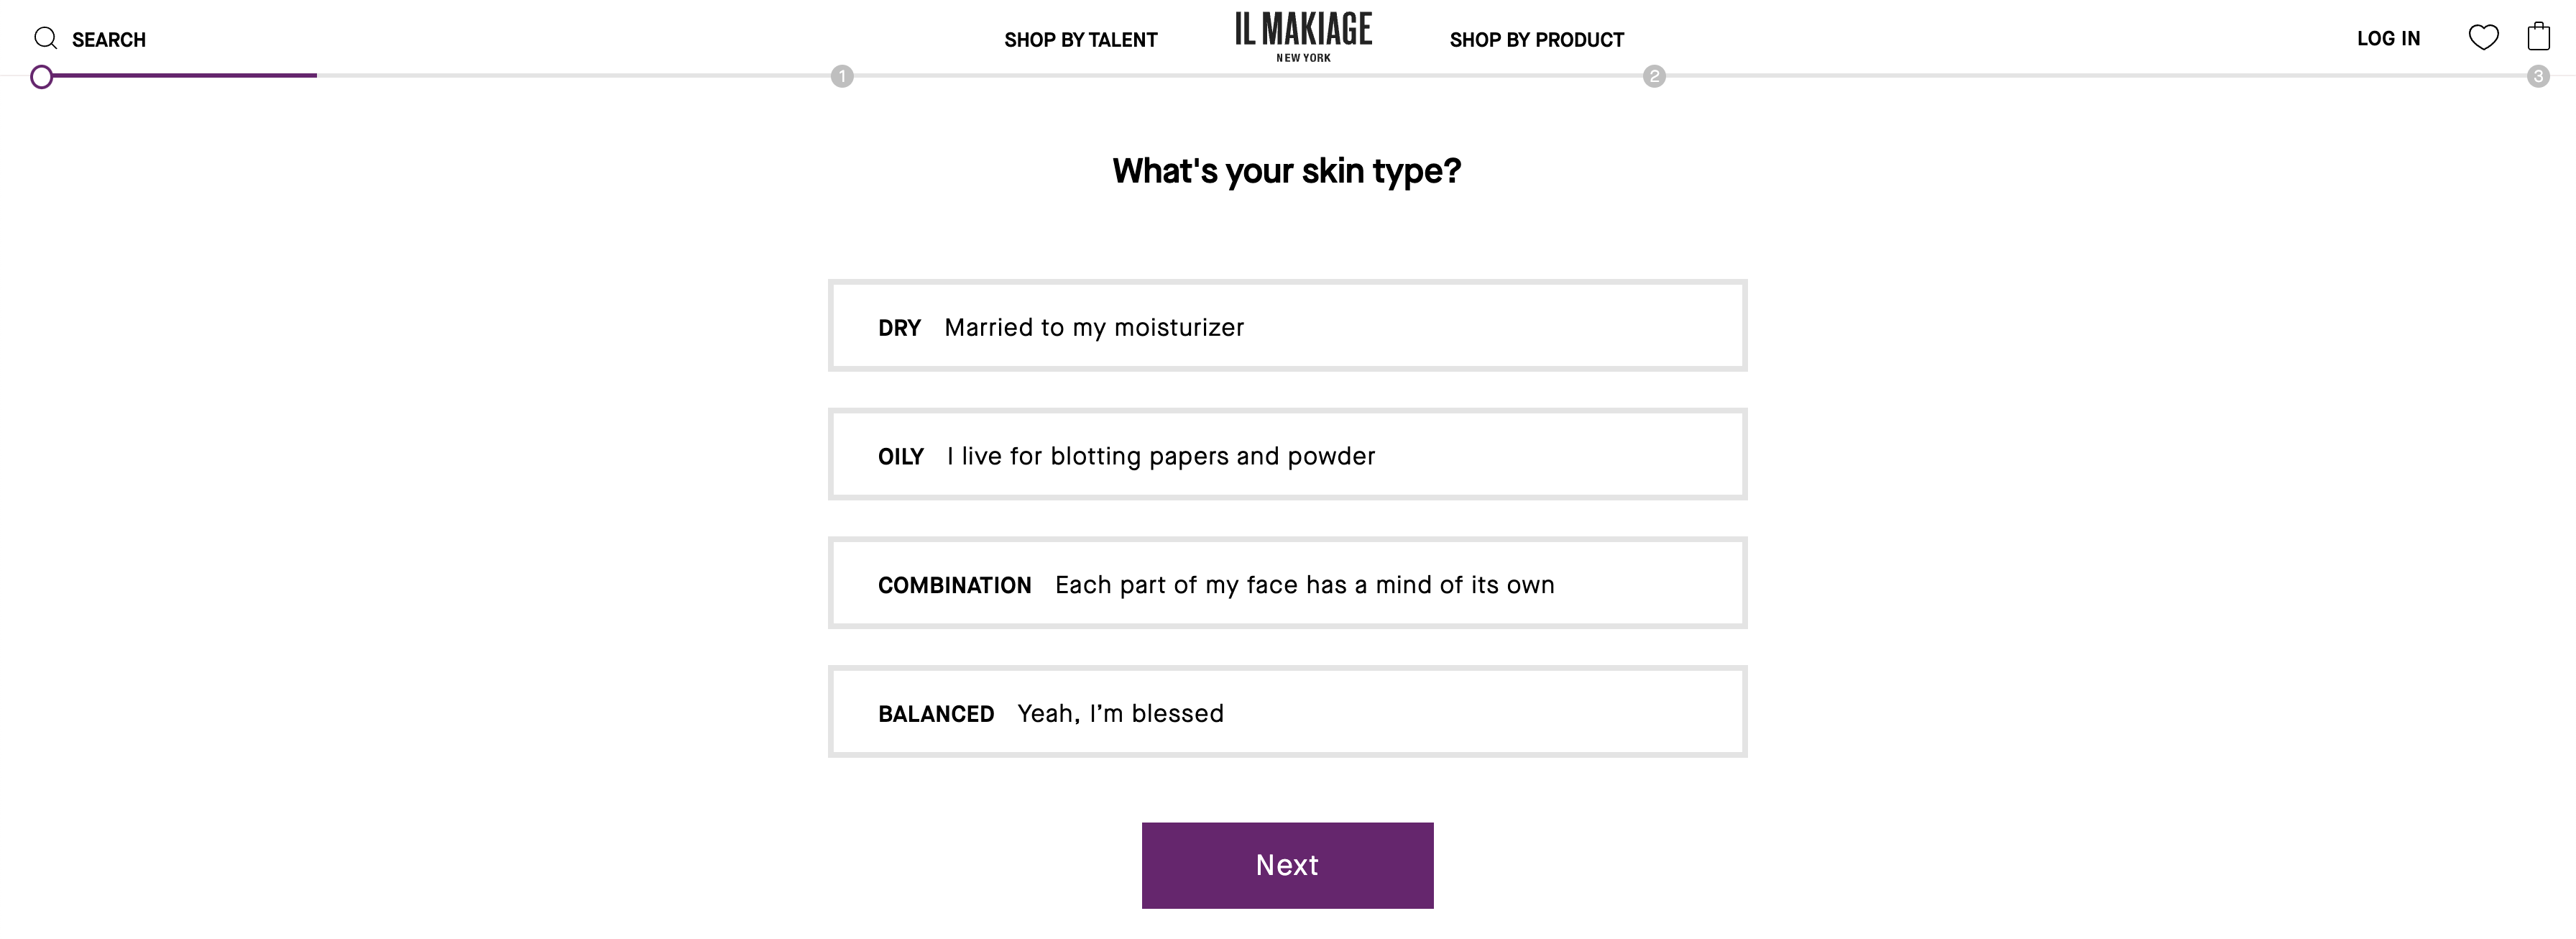 SEARCH
SHOP BY TALENT
IL MAKIAGE
NEW YORK
SHOP BY PRODUCT
LOG IN
1
2
3
What's your skin type?
DRY Married to my moisturizer
OILY I live for blotting papers and powder
COMBINATION Each part of my face has a mind of its own
BALANCED Yeah, I’m blessed
Next